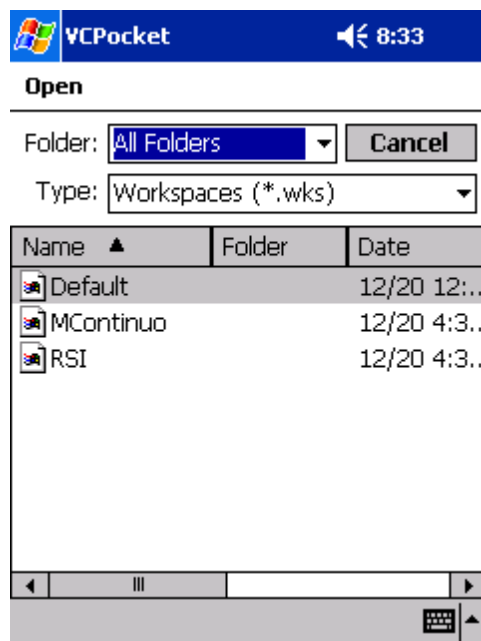 VCPocket 8:33
Open
Folder: All Folders Cancel
Type: Workspaces (*.wks)
Name Folder Date
Default 12/20 12:..
MContinuo 12/20 4:3..
RSI 12/20 4:3..